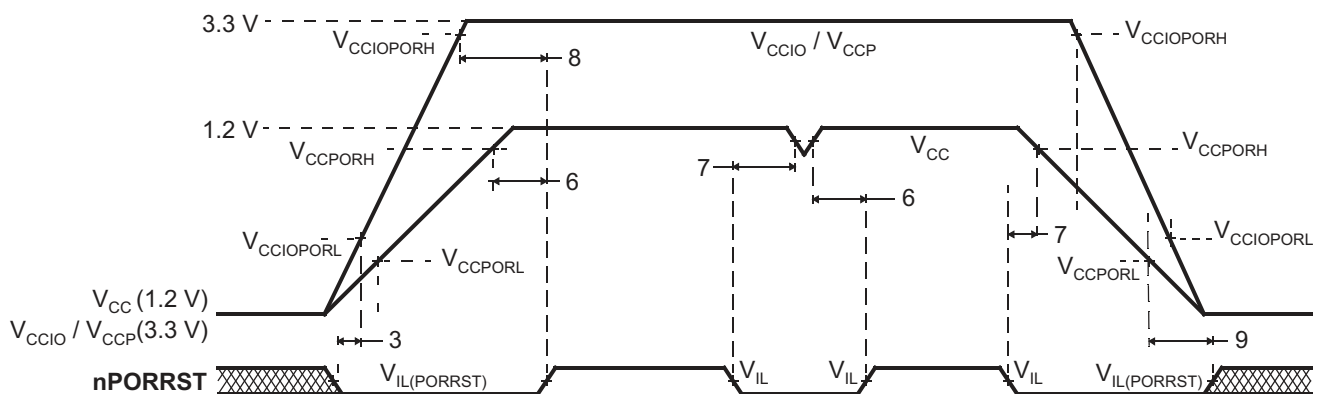 3.3 V
VCCIOPORH
VCCIO / VCCP
VCCIOPORH
8
1.2 V
VCCPORH
VCC
VCCPORH
7
6
6
7
VCCIOPORL
VCCPORL
VCCIOPORL
VCCPORL
VCC (1.2 V)
VCCIO / VCCP(3.3 V)
3
9
nPORRST
VIL(PORRST)
VIL
VIL
VIL
VIL(PORRST)